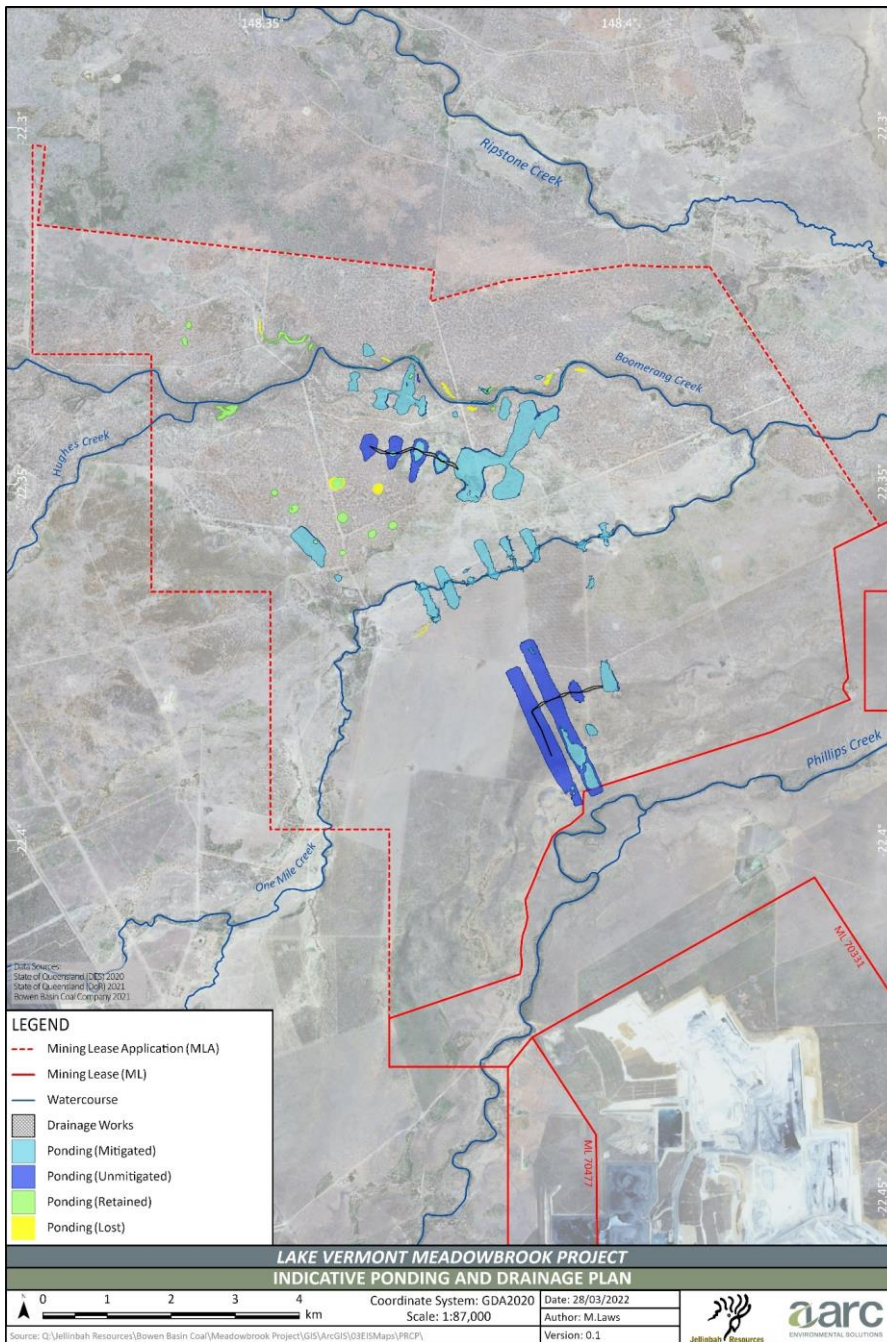 148.35°
148.4°
22.3°
22.3°
Ripstone Creek
Boomerang Creek
Hughes Creek
22.35°
22.35°
Phillips Creek
22.4°
22.4°
One Mile Creek
ML 70331
Data Sources:
State of Queensland (DES) 2020
State of Queensland (DoR) 2021
Bowen Basin Coal Company 2021
ML 70477
22.45°
LEGEND
Mining Lease Application (MLA)
Mining Lease (ML)
Watercourse
Drainage Works
Ponding (Mitigated)
Ponding (Unmitigated)
Ponding (Retained)
Ponding (Lost)
LAKE VERMONT MEADOWBROOK PROJECT
INDICATIVE PONDING AND DRAINAGE PLAN
N
0 1 2 3 4
km
Coordinate System: GDA2020
Scale: 1:87,000
Date: 28/03/2022
Author: M.Laws
Version: 0.1
Source: Q:\Jellinbah Resources\Bowen Basin Coal\Meadowbrook Project\GIS\ArcGIS\03EISMaps\PRCP\
Jellinbah Resources
aarc
ENVIRONMENTAL SOLUTIONS